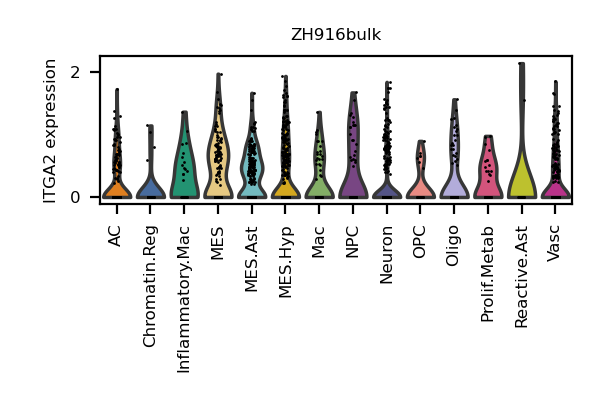 ZH916bulk
ITGA2 expression
2
0
AC
Chromatin.Reg
Inflammatory.Mac
MES
MES.Ast
MES.Hyp
Mac
NPC
Neuron
OPC
Oligo
Prolif.Metab
Reactive.Ast
Vasc